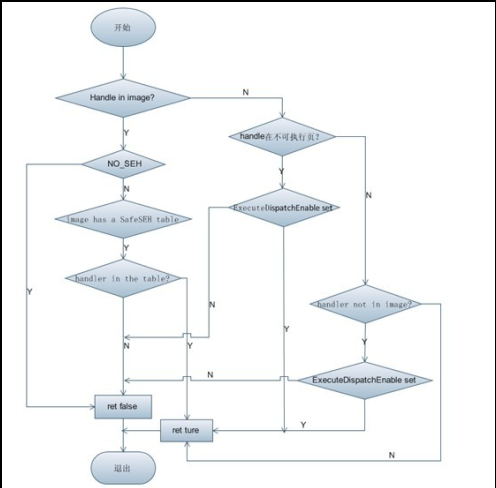 开始
Handle in image?
N
handle在不可执行页?
Y
Y
NO_SEH
N
N
ExecuteDispatchEnable set
Image has a SafeSEH table
Y
handler in the table?
Y
N
handler not in image?
Y
N
Y
Y
N
ExecuteDispatchEnable set
ret false
ret ture
Y
N
退出